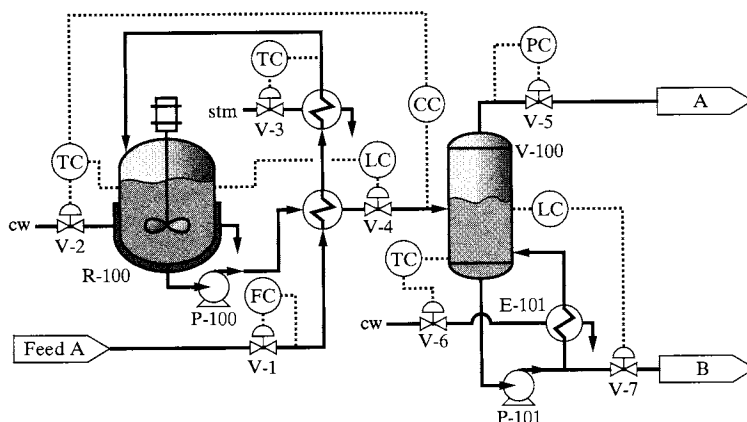 PC
TC
CC
A
stm
V-3
V-5
V-100
TC
LC
LC
cw
V-2
V-4
TC
R-100
P-100
FC
E-101
cw
V-6
Feed A
B
V-1
V-7
P-101